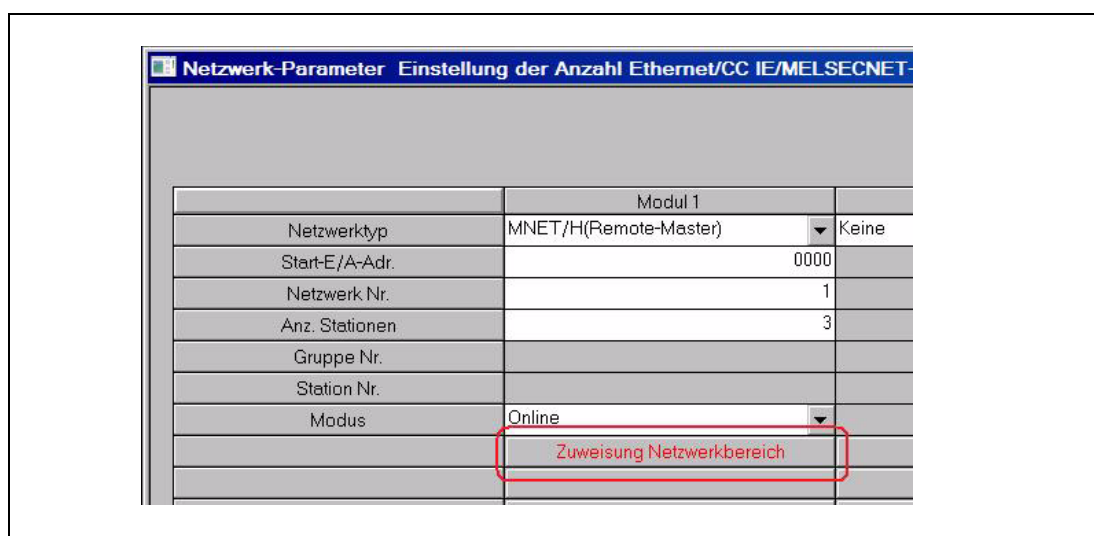 Netzwerk-Parameter Einstellung der Anzahl Ethernet/CC IE/MELSECNET-
Modul 1
Netzwerktyp MNET/H(Remote-Master) Keine
Start-E/A-Adr. 0000
Netzwerk Nr. 1
Anz. Stationen 3
Gruppe Nr.
Station Nr.
Modus Online
Zuweisung Netzwerkbereich